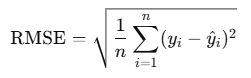 RMSE = √(1/n ∑_{i=1}^{n} (y_i − ŷ_i)²)